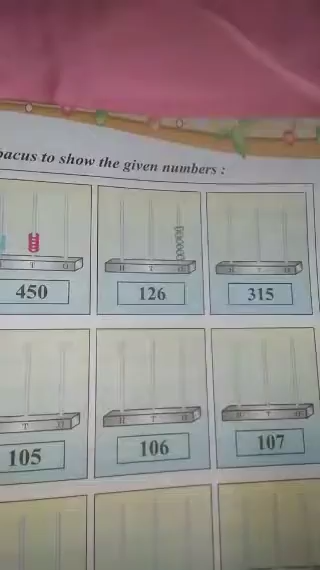 bacus to show the given numbers :
T O H T O H T O
450 126 315
T O H T O H T O
105 106 107